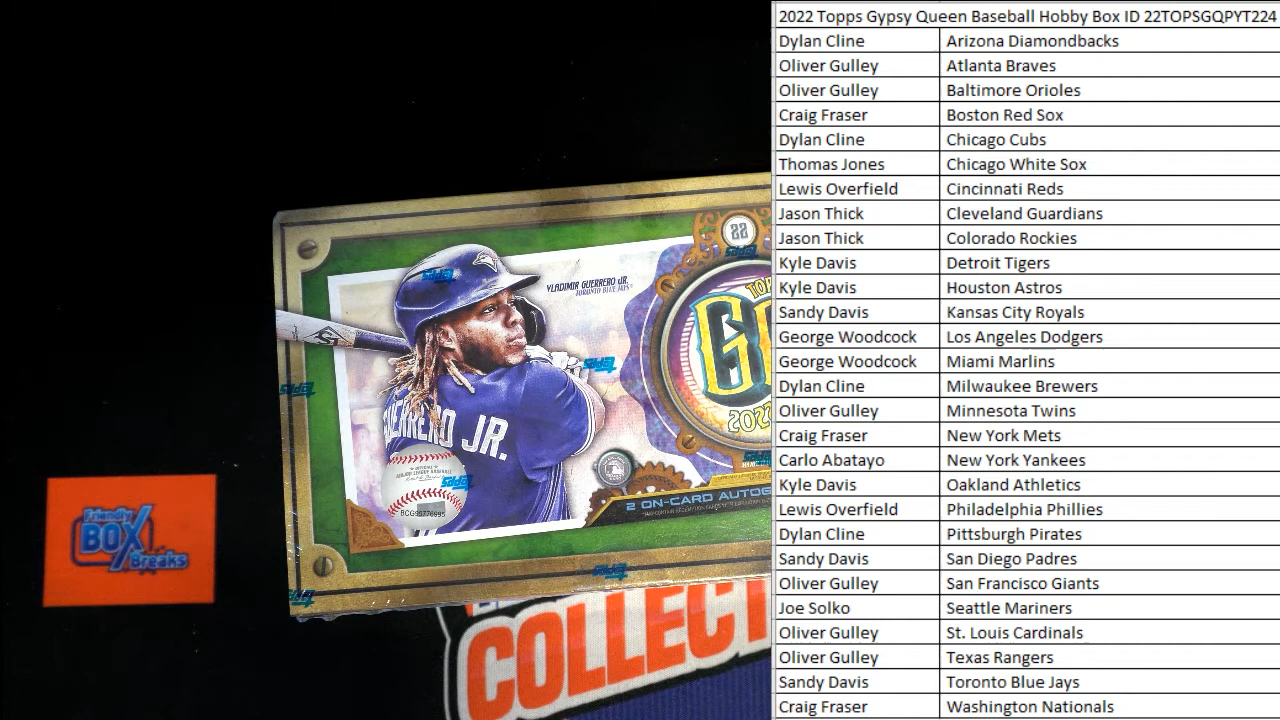 2022 Topps Gypsy Queen Baseball Hobby Box ID 22TOPSGQPYT224
Dylan Cline Arizona Diamondbacks
Oliver Gulley Atlanta Braves
Oliver Gulley Baltimore Orioles
Craig Fraser Boston Red Sox
Dylan Cline Chicago Cubs
Thomas Jones Chicago White Sox
Lewis Overfield Cincinnati Reds
Jason Thick Cleveland Guardians
Jason Thick Colorado Rockies
Kyle Davis Detroit Tigers
Kyle Davis Houston Astros
Sandy Davis Kansas City Royals
George Woodcock Los Angeles Dodgers
George Woodcock Miami Marlins
Dylan Cline Milwaukee Brewers
Oliver Gulley Minnesota Twins
Craig Fraser New York Mets
Carlo Abatayo New York Yankees
Kyle Davis Oakland Athletics
Lewis Overfield Philadelphia Phillies
Dylan Cline Pittsburgh Pirates
Sandy Davis San Diego Padres
Oliver Gulley San Francisco Giants
Joe Solko Seattle Mariners
Oliver Gulley St. Louis Cardinals
Oliver Gulley Texas Rangers
Sandy Davis Toronto Blue Jays
Craig Fraser Washington Nationals
22
VLADIMIR GUERRERO JR.
TORONTO BLUE JAYS
GUERRERO JR.
2022
2 ON-CARD AUTOG
Friendly
BOX
Breaks
COLLECT